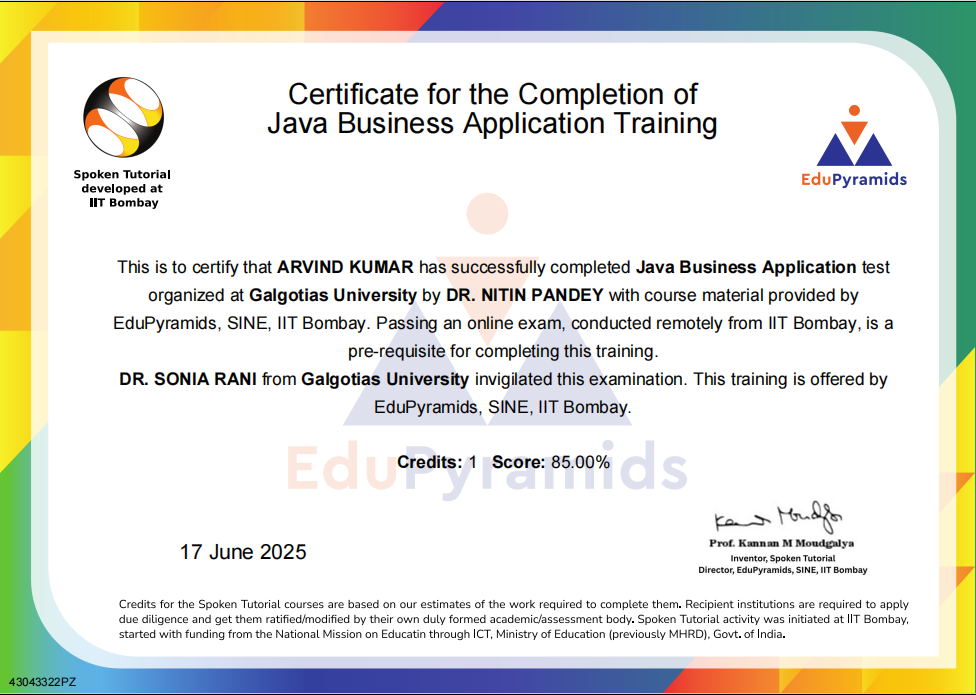 Certificate for the Completion of
Java Business Application Training
Spoken Tutorial
developed at
IIT Bombay
EduPyramids
This is to certify that ARVIND KUMAR has successfully completed Java Business Application test
organized at Galgotias University by DR. NITIN PANDEY with course material provided by
EduPyramids, SINE, IIT Bombay. Passing an online exam, conducted remotely from IIT Bombay, is a
pre-requisite for completing this training.
DR. SONIA RANI from Galgotias University invigilated this examination. This training is offered by
EduPyramids, SINE, IIT Bombay.
EduPyramids
Credits: 1 Score: 85.00%
17 June 2025
Kannan Moudgalya
Prof. Kannan M Moudgalya
Inventor, Spoken Tutorial
Director, EduPyramids, SINE, IIT Bombay
Credits for the Spoken Tutorial courses are based on our estimates of the work required to complete them. Recipient institutions are required to apply
due diligence and get them ratified/modified by their own duly formed academic/assessment body. Spoken Tutorial activity was initiated at IIT Bombay,
started with funding from the National Mission on Educatin through ICT, Ministry of Education (previously MHRD), Govt. of India.
43043322PZ